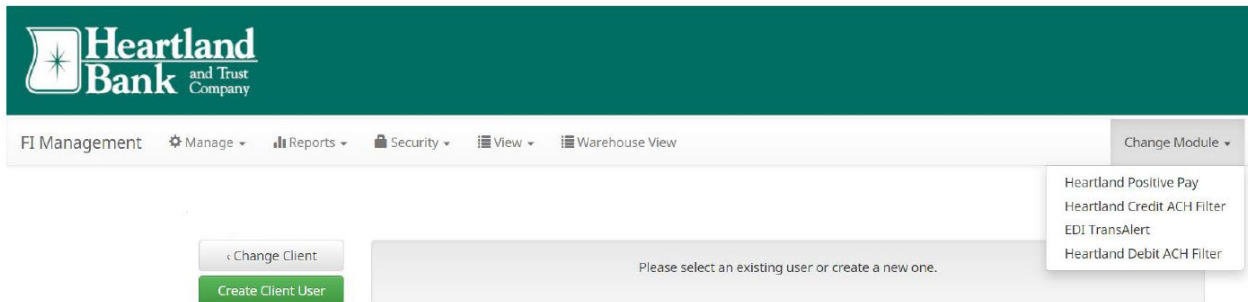 Heartland
Bank and Trust Company
FI Management Manage Reports Security View Warehouse View Change Module
Heartland Positive Pay
Heartland Credit ACH Filter
EDI TransAlert
Heartland Debit ACH Filter
‹ Change Client
Please select an existing user or create a new one.
Create Client User